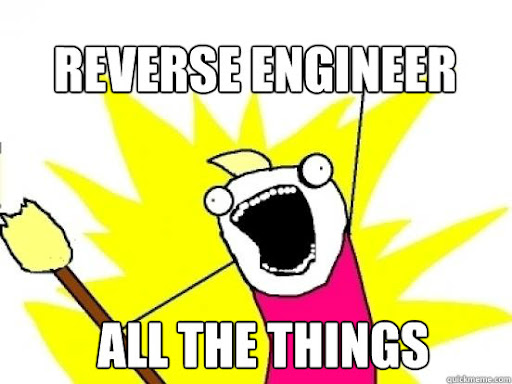 REVERSE ENGINEER
ALL THE THINGS
quickmeme.com